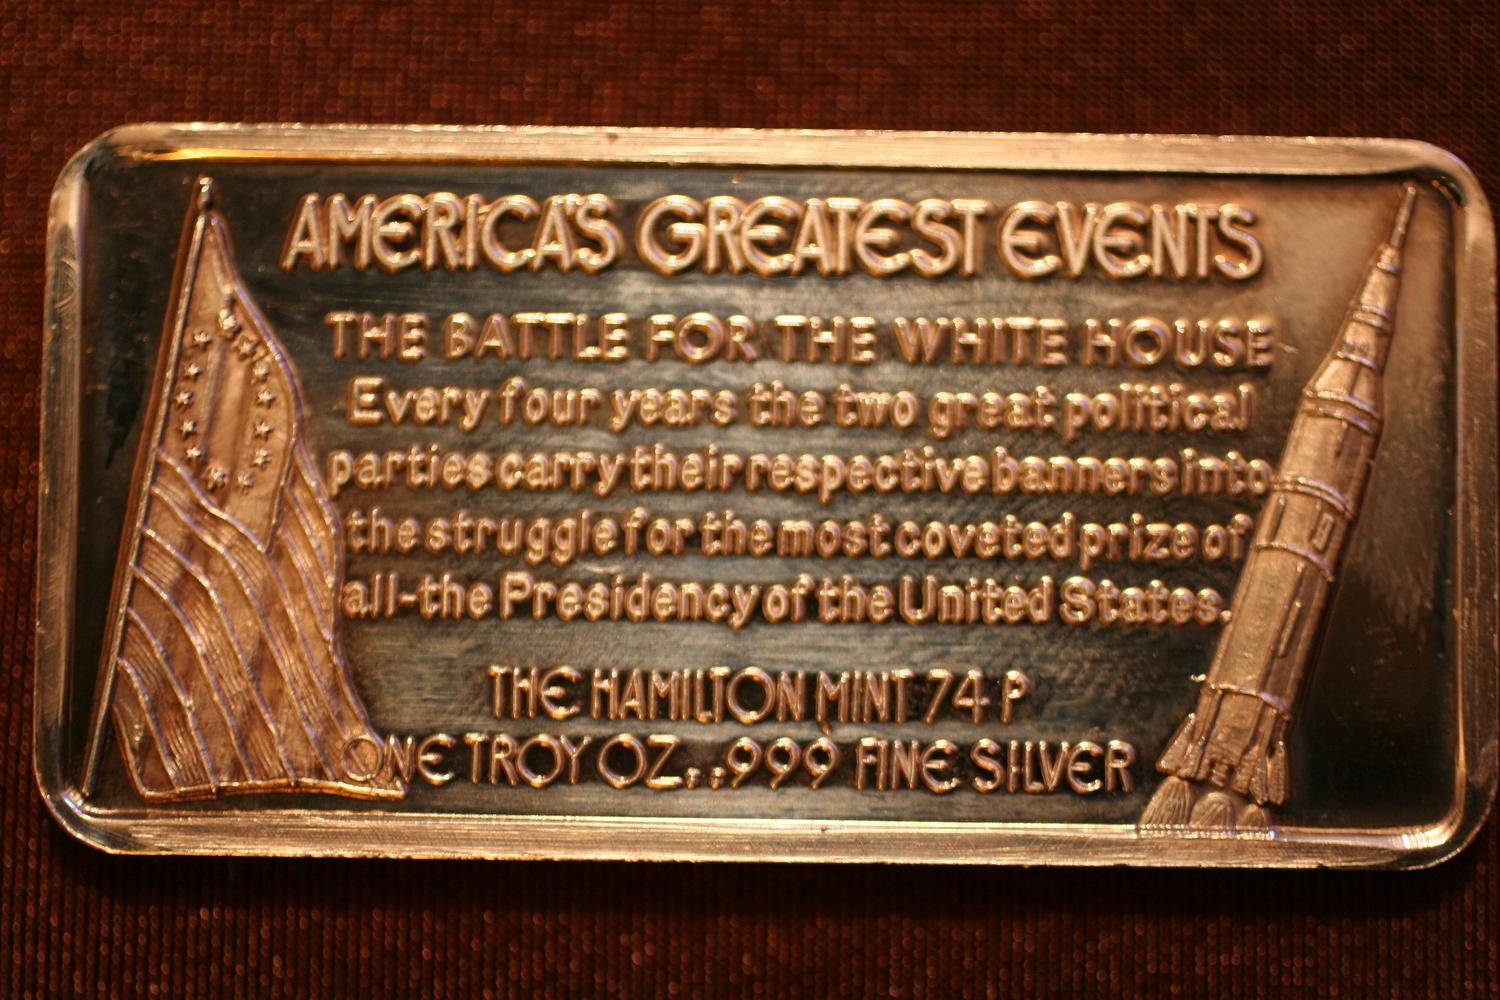 AMERICA'S GREATEST EVENTS
THE BATTLE FOR THE WHITE HOUSE
Every four years the two great political
parties carry their respective banners into
the struggle for the most coveted prize of
all-the Presidency of the United States.
THE HAMILTON MINT 74 P
ONE TROY OZ. .999 FINE SILVER